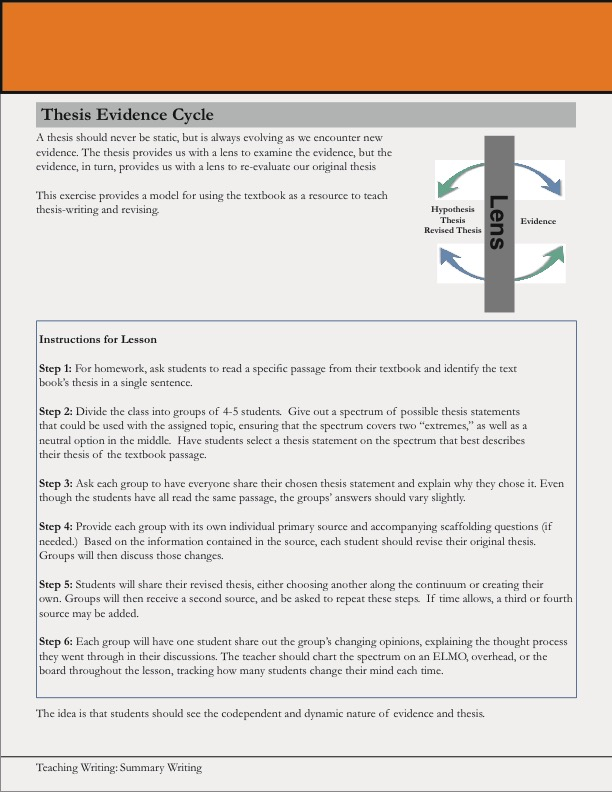 Thesis Evidence Cycle
A thesis should never be static, but is always evolving as we encounter new
evidence. The thesis provides us with a lens to examine the evidence, but the
evidence, in turn, provides us with a lens to re-evaluate our original thesis
This exercise provides a model for using the textbook as a resource to teach
thesis-writing and revising.
Hypothesis
Thesis
Revised Thesis
Lens
Evidence
Instructions for Lesson
Step 1: For homework, ask students to read a specific passage from their textbook and identify the text
book's thesis in a single sentence.
Step 2: Divide the class into groups of 4-5 students. Give out a spectrum of possible thesis statements
that could be used with the assigned topic, ensuring that the spectrum covers two “extremes,” as well as a
neutral option in the middle. Have students select a thesis statement on the spectrum that best describes
their thesis of the textbook passage.
Step 3: Ask each group to have everyone share their chosen thesis statement and explain why they chose it. Even
though the students have all read the same passage, the groups' answers should vary slightly.
Step 4: Provide each group with its own individual primary source and accompanying scaffolding questions (if
needed.) Based on the information contained in the source, each student should revise their original thesis.
Groups will then discuss those changes.
Step 5: Students will share their revised thesis, either choosing another along the continuum or creating their
own. Groups will then receive a second source, and be asked to repeat these steps. If time allows, a third or fourth
source may be added.
Step 6: Each group will have one student share out the group's changing opinions, explaining the thought process
they went through in their discussions. The teacher should chart the spectrum on an ELMO, overhead, or the
board throughout the lesson, tracking how many students change their mind each time.
The idea is that students should see the codependent and dynamic nature of evidence and thesis.
Teaching Writing: Summary Writing